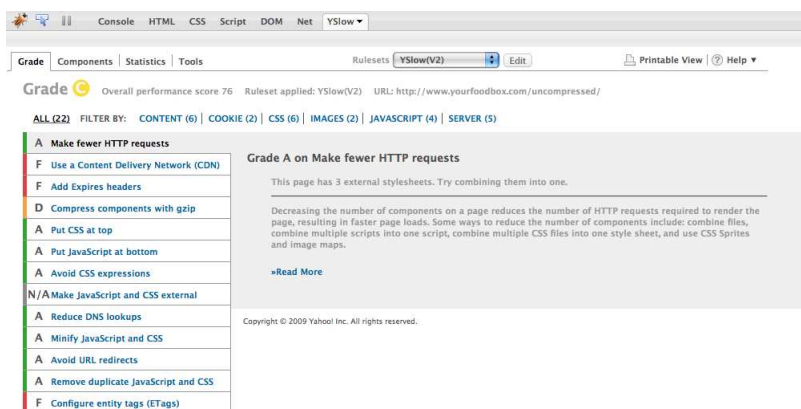 Console HTML CSS Script DOM Net YSlow
Grade Components Statistics Tools Rulesets YSlow(V2) Edit Printable View ? Help
Grade C Overall performance score 76 Ruleset applied: YSlow(V2) URL: http://www.yourfoodbox.com/uncompressed/
ALL (22) FILTER BY: CONTENT (6) COOKIE (2) CSS (6) IMAGES (2) JAVASCRIPT (4) SERVER (5)
A Make fewer HTTP requests
F Use a Content Delivery Network (CDN)
F Add Expires headers
D Compress components with gzip
A Put CSS at top
A Put JavaScript at bottom
A Avoid CSS expressions
N/A Make JavaScript and CSS external
A Reduce DNS lookups
A Minify JavaScript and CSS
A Avoid URL redirects
A Remove duplicate JavaScript and CSS
F Configure entity tags (ETags)
Grade A on Make fewer HTTP requests
This page has 3 external stylesheets. Try combining them into one.
Decreasing the number of components on a page reduces the number of HTTP requests required to render the
page, resulting in faster page loads. Some ways to reduce the number of components include: combine files,
combine multiple scripts into one script, combine multiple CSS files into one style sheet, and use CSS Sprites
and image maps.
»Read More
Copyright © 2009 Yahoo! Inc. All rights reserved.